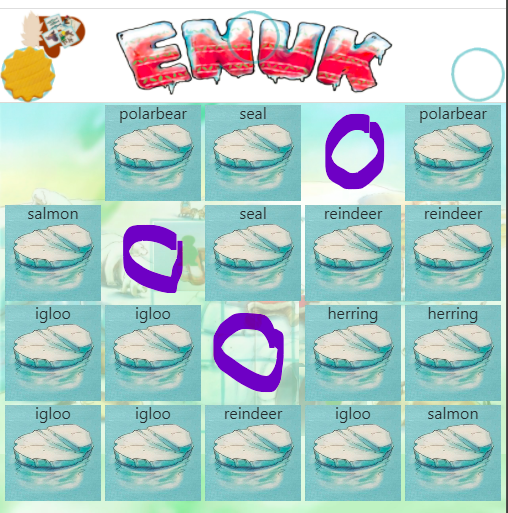 ENUK
polarbear seal polarbear
salmon seal reindeer reindeer
igloo igloo herring herring
igloo igloo reindeer igloo salmon